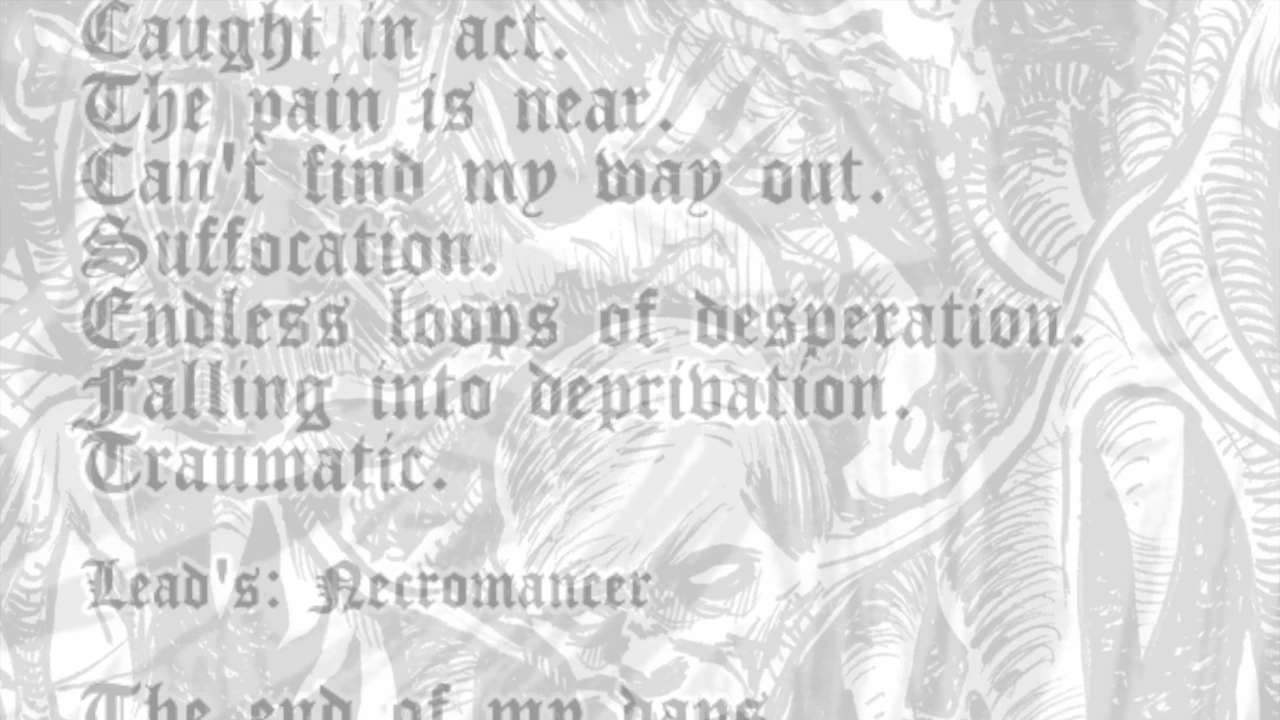 Caught in act.
The pain is near.
Can't find my way out.
Suffocation.
Endless loops of desperation.
Falling into deprivation.
Traumatic.
Lead's: Necromancer
The end of my days